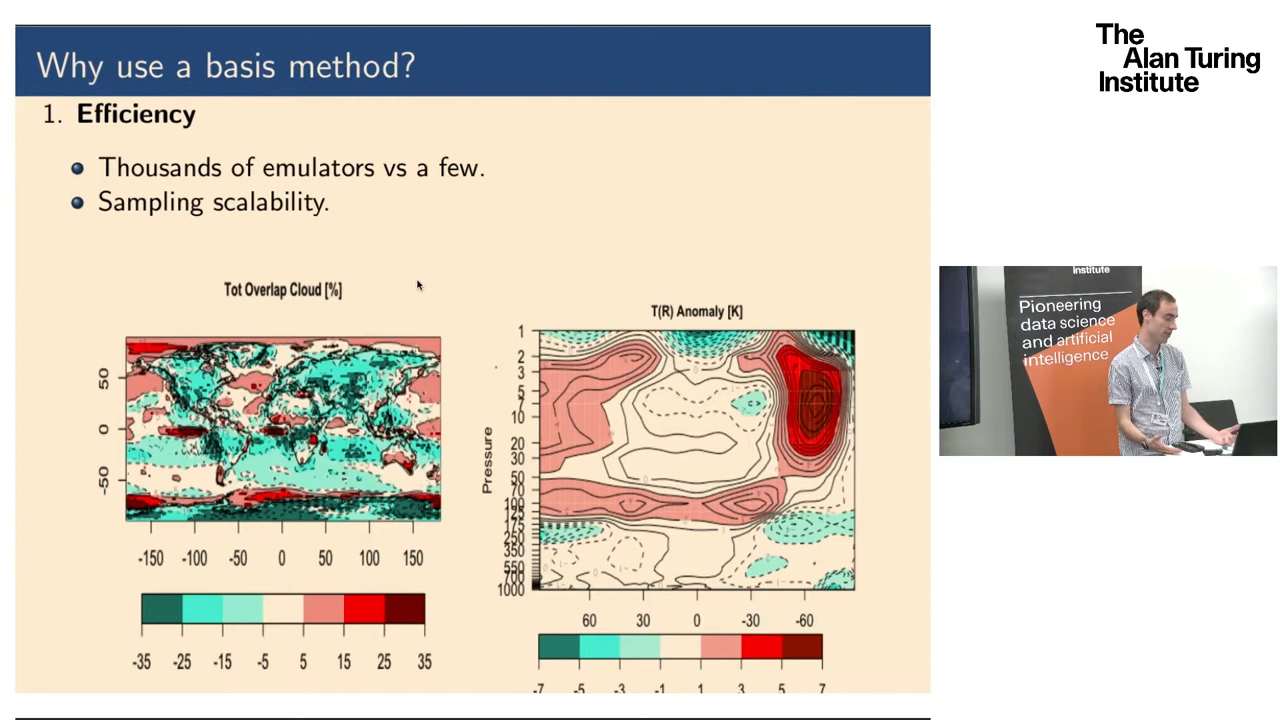 Why use a basis method?
The
Alan Turing
Institute
1. Efficiency
Thousands of emulators vs a few.
Sampling scalability.
Tot Overlap Cloud [%]
50
0
-50
-150 -100 -50 0 50 100 150
-35 -25 -15 -5 5 15 25 35
T(R) Anomaly [K]
Pressure
1
2
3
5
10
20
30
50
70
100
125
175
250
350
550
700
1000
60 30 0 -30 -60
-7 -5 -3 -1 1 3 5 7
Institute
Pioneering
data science
and artificial
intelligence